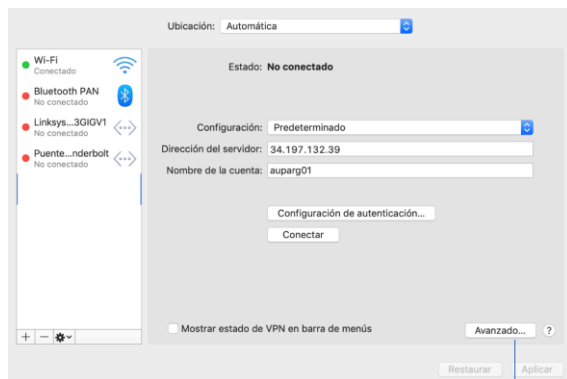 Ubicación: Automática
Wi-Fi
Conectado
Bluetooth PAN
No conectado
Linksys...3GIGV1
No conectado
Puente...nderbolt
No conectado
Estado: No conectado
Configuración: Predeterminado
Dirección del servidor: 34.197.132.39
Nombre de la cuenta: auparg01
Configuración de autenticación...
Conectar
Mostrar estado de VPN en barra de menús
Avanzado... ?
Restaurar Aplicar